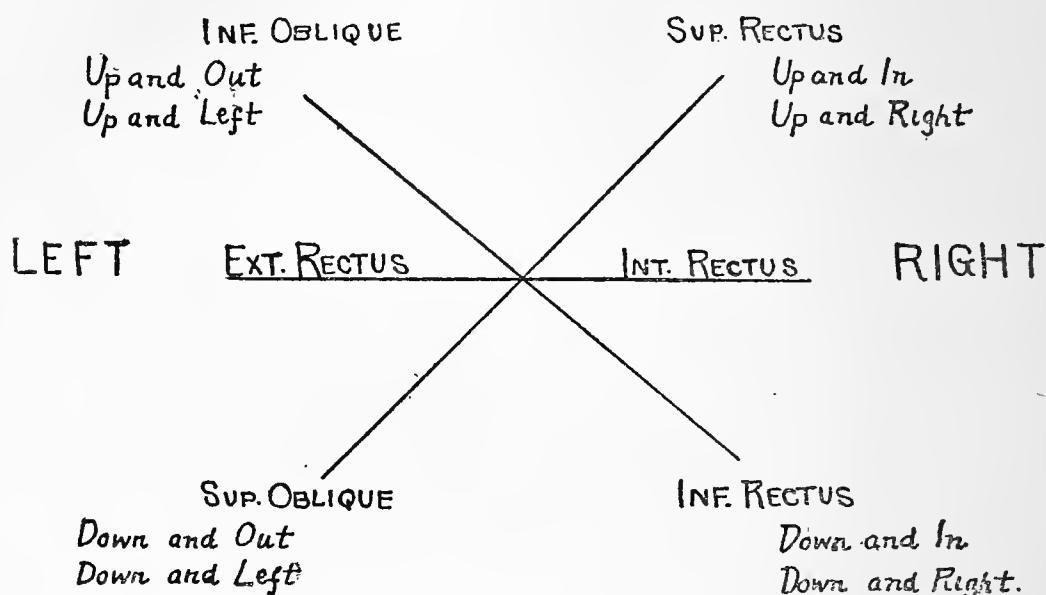 INF. OBLIQUE
Up and Out
Up and Left
SUP. RECTUS
Up and In
Up and Right
LEFT
EXT. RECTUS
INT. RECTUS
RIGHT
SUP. OBLIQUE
Down and Out
Down and Left
INF. RECTUS
Down and In
Down and Right.